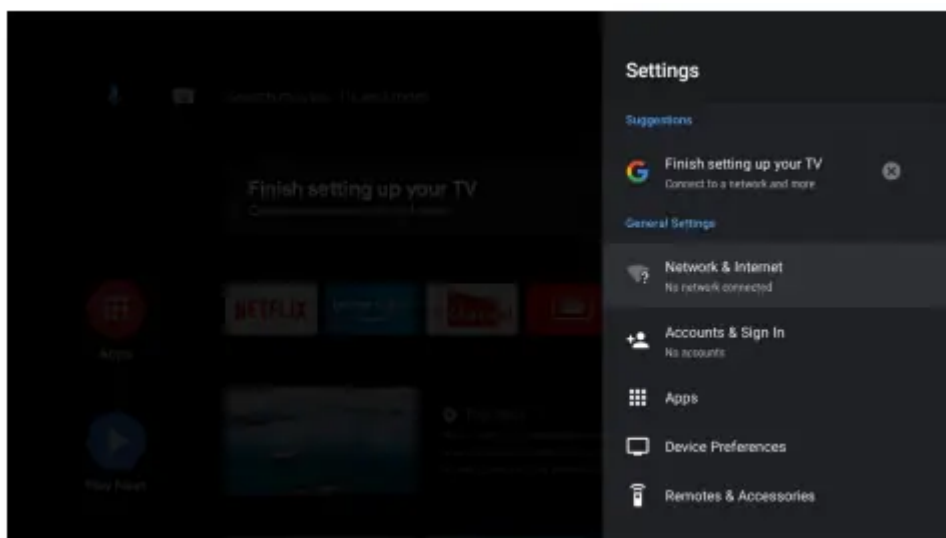 Settings
Suggestions
Finish setting up your TV
Connect to a network and more
General Settings
Network & Internet
No network connected
Accounts & Sign In
No accounts
Apps
Device Preferences
Remotes & Accessories
Finish setting up your TV
NETFLIX
Apps